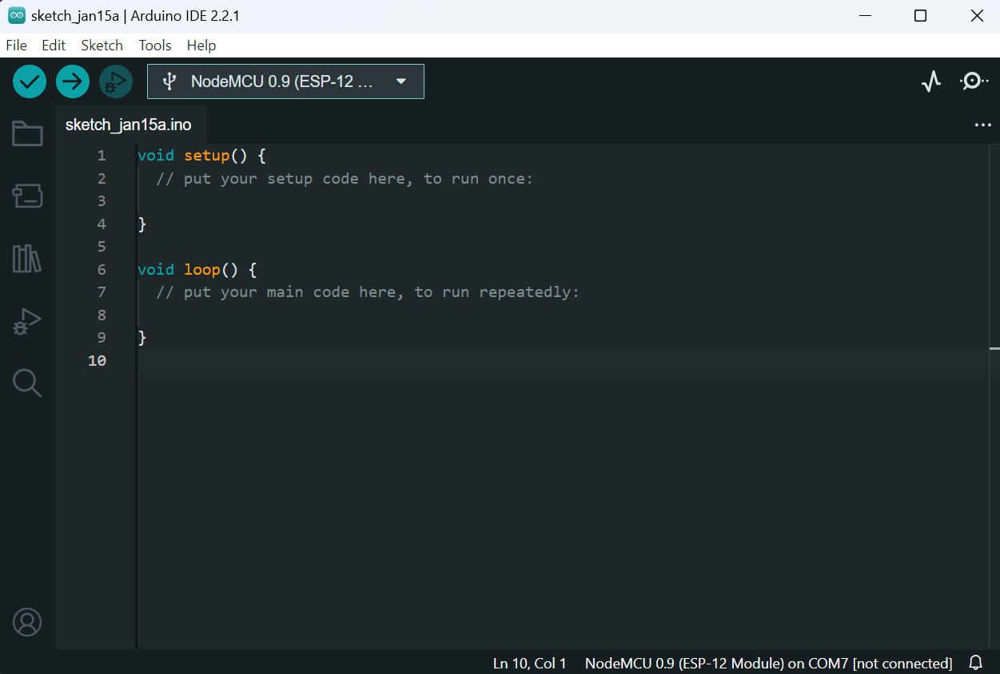 sketch_jan15a | Arduino IDE 2.2.1
File Edit Sketch Tools Help
NodeMCU 0.9 (ESP-12 ...
sketch_jan15a.ino
1 void setup() {
2 // put your setup code here, to run once:
3
4 }
5
6 void loop() {
7 // put your main code here, to run repeatedly:
8
9 }
10
Ln 10, Col 1 NodeMCU 0.9 (ESP-12 Module) on COM7 [not connected]